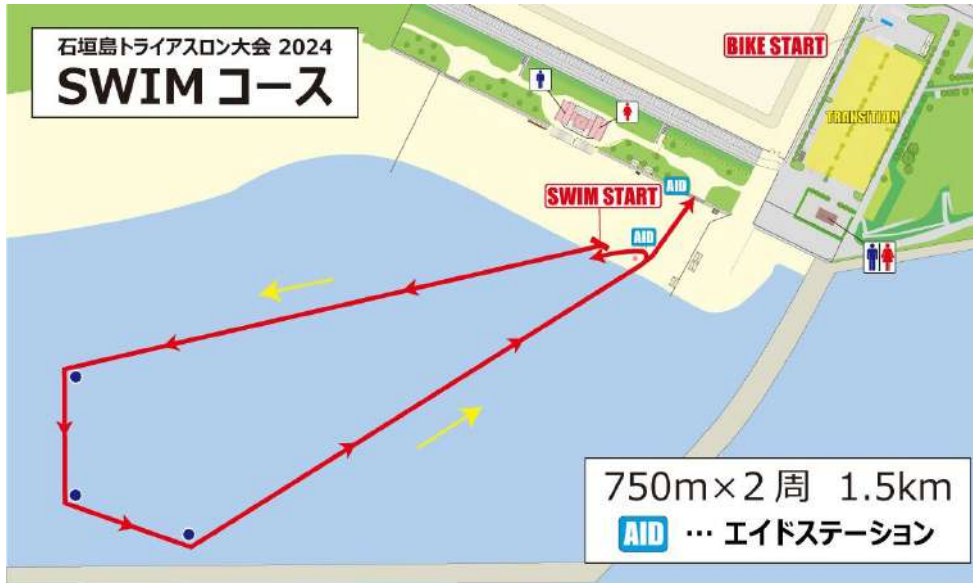 石垣島トライアスロン大会 2024
SWIM コース
BIKE START
TRANSITION
AID
SWIM START
AID
750m×2周 1.5km
AID … エイドステーション